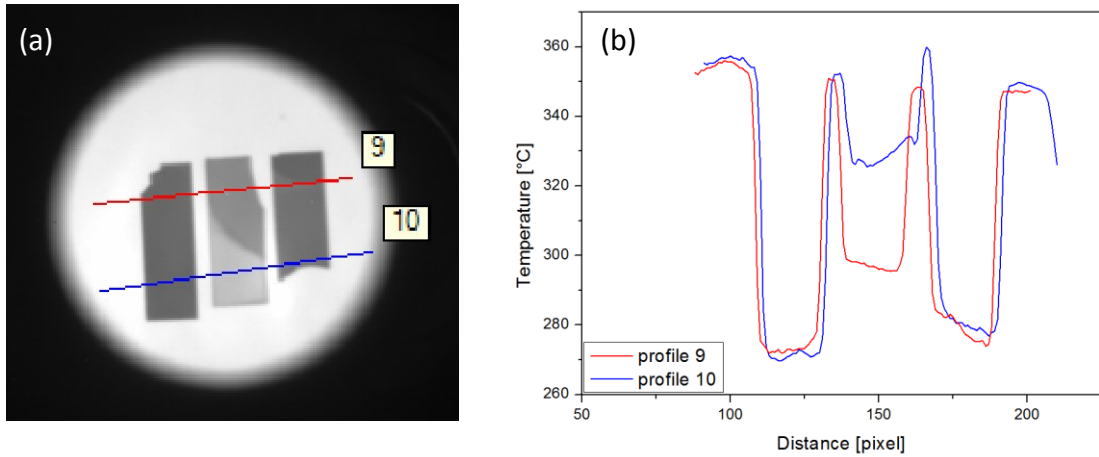 (a)
9
10
(b)
Temperature [°C]
360
340
320
300
280
260
profile 9
profile 10
50
100
150
200
Distance [pixel]